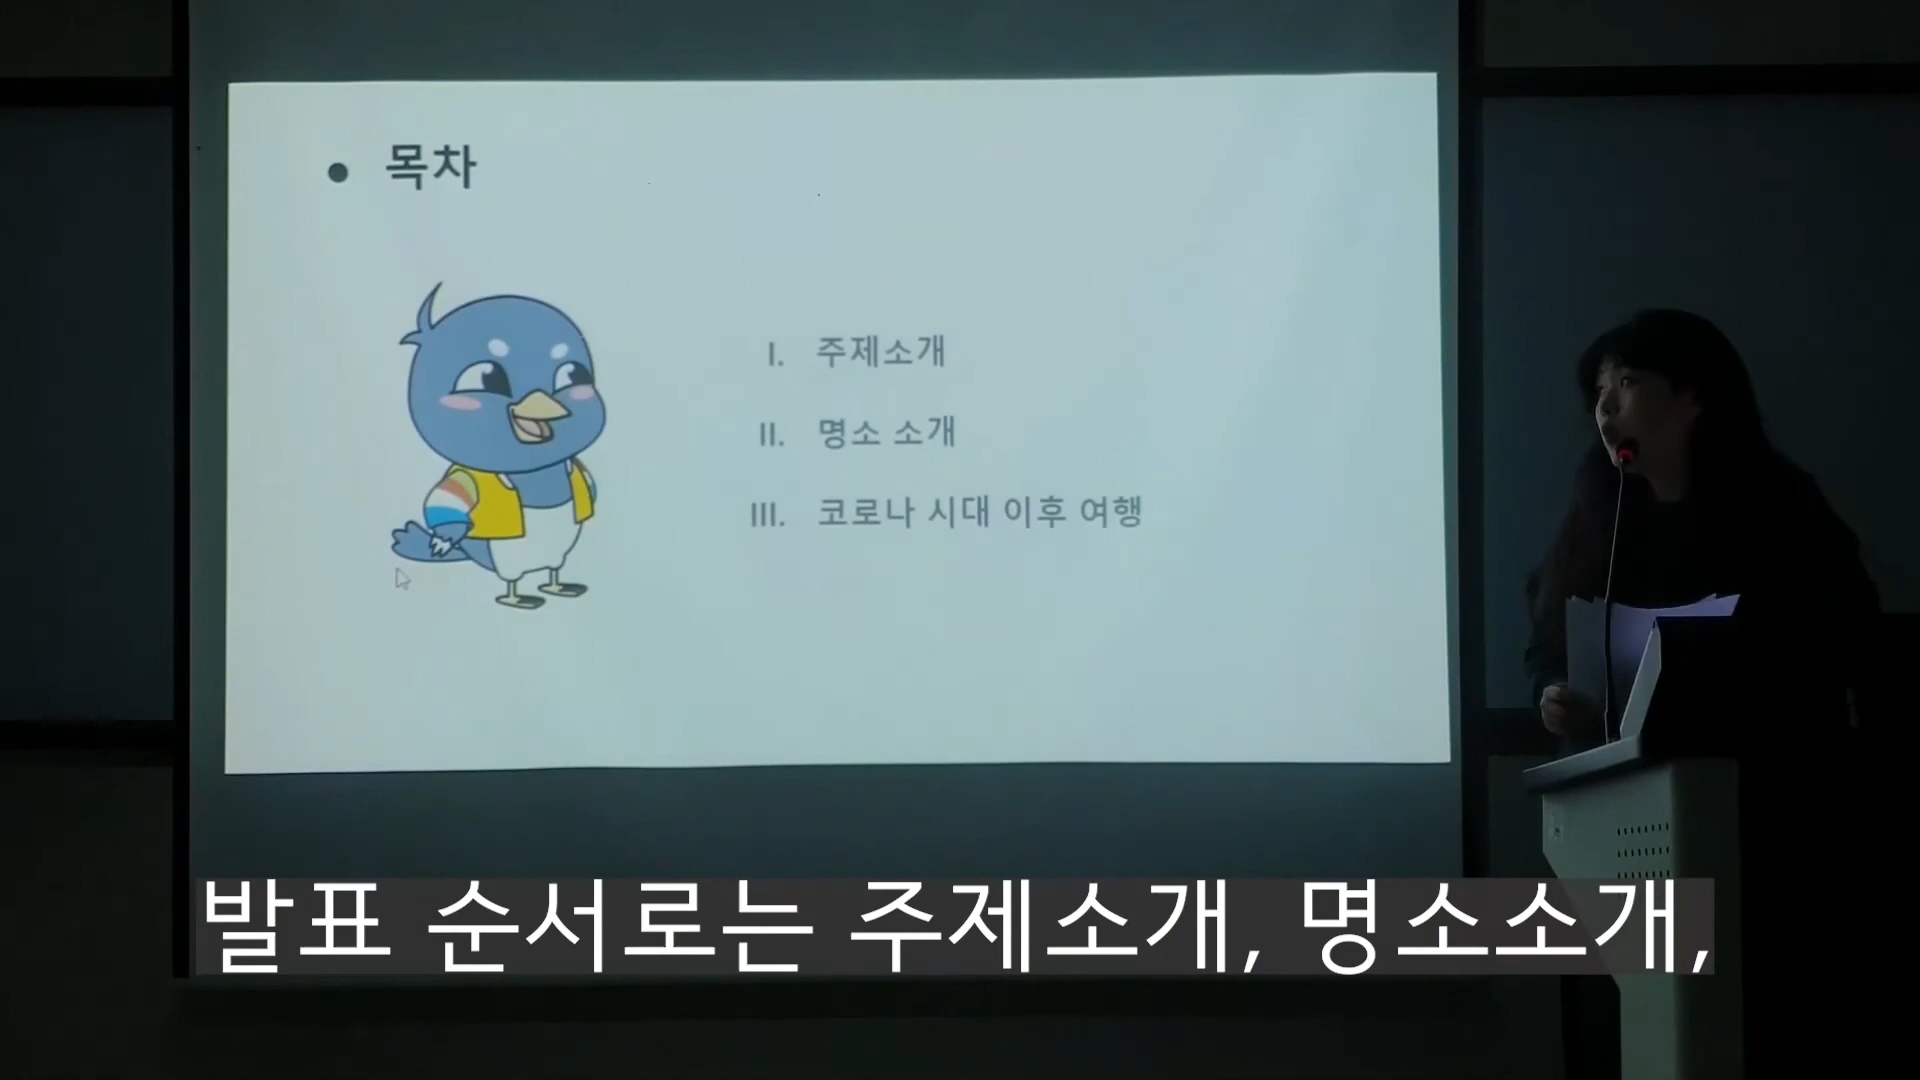 ● 목차
I. 주제소개
II. 명소 소개
III. 코로나 시대 이후 여행
발표 순서로는 주제소개, 명소소개,